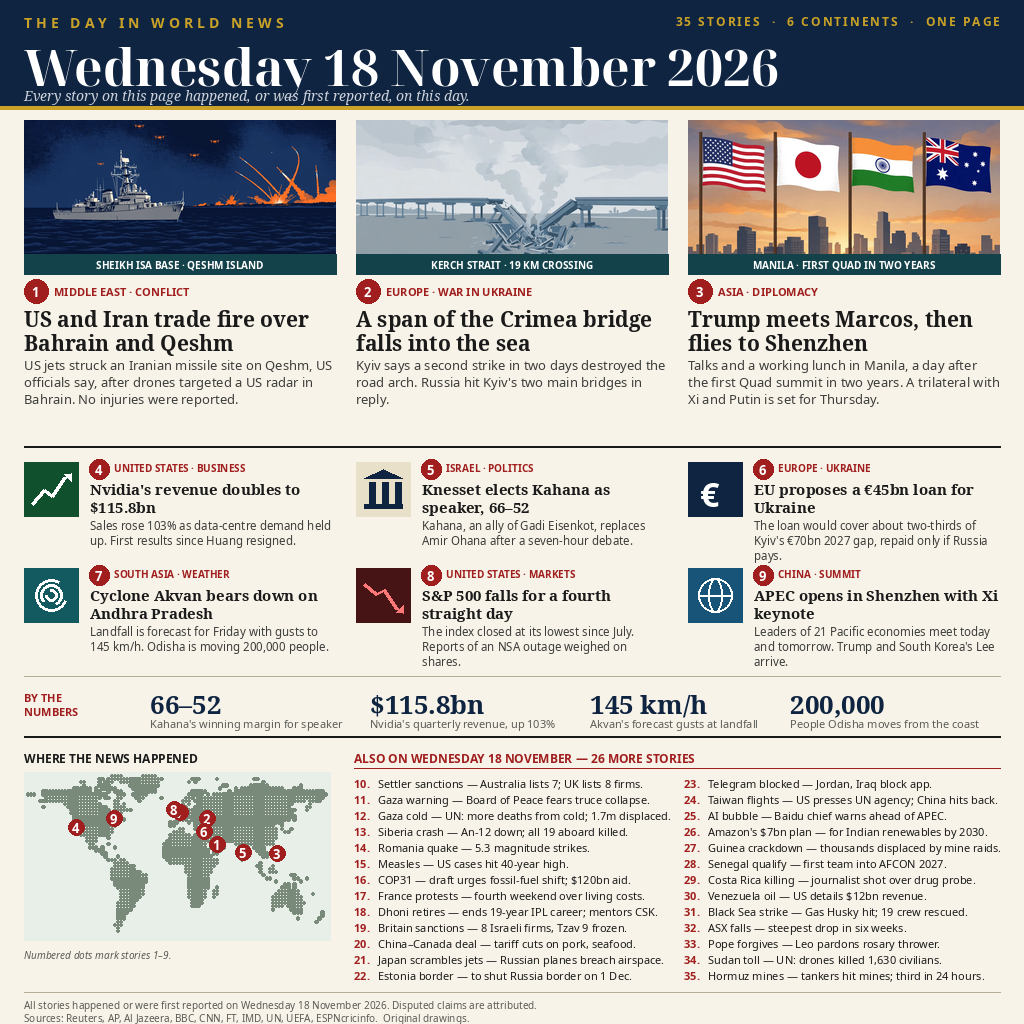 THE DAY IN WORLD NEWS
35 STORIES · 6 CONTINENTS · ONE PAGE
Wednesday 18 November 2026
Every story on this page happened, or was first reported, on this day.
SHEIKH ISA BASE · QESHM ISLAND
1 MIDDLE EAST · CONFLICT
US and Iran trade fire over
Bahrain and Qeshm
US jets struck an Iranian missile site on Qeshm, US
officials say, after drones targeted a US radar in
Bahrain. No injuries were reported.
KERCH STRAIT · 19 KM CROSSING
2 EUROPE · WAR IN UKRAINE
A span of the Crimea bridge
falls into the sea
Kyiv says a second strike in two days destroyed the
road arch. Russia hit Kyiv's two main bridges in
reply.
MANILA · FIRST QUAD IN TWO YEARS
3 ASIA · DIPLOMACY
Trump meets Marcos, then
flies to Shenzhen
Talks and a working lunch in Manila, a day after
the first Quad summit in two years. A trilateral with
Xi and Putin is set for Thursday.
4 UNITED STATES · BUSINESS
Nvidia's revenue doubles to
$115.8bn
Sales rose 103% as data-centre demand held
up. First results since Huang resigned.
5 ISRAEL · POLITICS
Knesset elects Kahana as
speaker, 66–52
Kahana, an ally of Gadi Eisenkot, replaces
Amir Ohana after a seven-hour debate.
€
6 EUROPE · UKRAINE
EU proposes a €45bn loan for
Ukraine
The loan would cover about two-thirds of
Kyiv's €70bn 2027 gap, repaid only if Russia
pays.
7 SOUTH ASIA · WEATHER
Cyclone Akvan bears down on
Andhra Pradesh
Landfall is forecast for Friday with gusts to
145 km/h. Odisha is moving 200,000 people.
8 UNITED STATES · MARKETS
S&P 500 falls for a fourth
straight day
The index closed at its lowest since July.
Reports of an NSA outage weighed on
shares.
9 CHINA · SUMMIT
APEC opens in Shenzhen with Xi
keynote
Leaders of 21 Pacific economies meet today
and tomorrow. Trump and South Korea's Lee
arrive.
BY THE
NUMBERS
66–52
Kahana's winning margin for speaker
$115.8bn
Nvidia's quarterly revenue, up 103%
145 km/h
Akvan's forecast gusts at landfall
200,000
People Odisha moves from the coast
WHERE THE NEWS HAPPENED
4
9
8
2
6
1
5
3
Numbered dots mark stories 1–9.
ALSO ON WEDNESDAY 18 NOVEMBER — 26 MORE STORIES
10. Settler sanctions — Australia lists 7; UK lists 8 firms.
11. Gaza warning — Board of Peace fears truce collapse.
12. Gaza cold — UN: more deaths from cold; 1.7m displaced.
13. Siberia crash — An-12 down; all 19 aboard killed.
14. Romania quake — 5.3 magnitude strikes.
15. Measles — US cases hit 40-year high.
16. COP31 — draft urges fossil-fuel shift; $120bn aid.
17. France protests — fourth weekend over living costs.
18. Dhoni retires — ends 19-year IPL career; mentors CSK.
19. Britain sanctions — 8 Israeli firms, Tzav 9 frozen.
20. China–Canada deal — tariff cuts on pork, seafood.
21. Japan scrambles jets — Russian planes breach airspace.
22. Estonia border — to shut Russia border on 1 Dec.
23. Telegram blocked — Jordan, Iraq block app.
24. Taiwan flights — US presses UN agency; China hits back.
25. AI bubble — Baidu chief warns ahead of APEC.
26. Amazon's $7bn plan — for Indian renewables by 2030.
27. Guinea crackdown — thousands displaced by mine raids.
28. Senegal qualify — first team into AFCON 2027.
29. Costa Rica killing — journalist shot over drug probe.
30. Venezuela oil — US details $12bn revenue.
31. Black Sea strike — Gas Husky hit; 19 crew rescued.
32. ASX falls — steepest drop in six weeks.
33. Pope forgives — Leo pardons rosary thrower.
34. Sudan toll — UN: drones killed 1,630 civilians.
35. Hormuz mines — tankers hit mines; third in 24 hours.
All stories happened or were first reported on Wednesday 18 November 2026. Disputed claims are attributed.
Sources: Reuters, AP, Al Jazeera, BBC, CNN, FT, IMD, UN, UEFA, ESPNcricinfo. Original drawings.